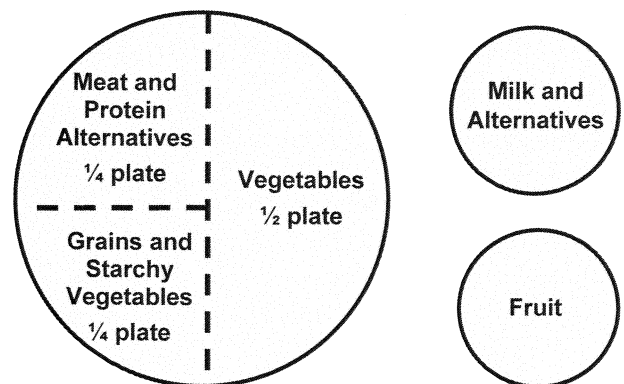 Meat and
Protein
Alternatives
¼ plate
Grains and
Starchy
Vegetables
¼ plate
Vegetables
½ plate
Milk and
Alternatives
Fruit